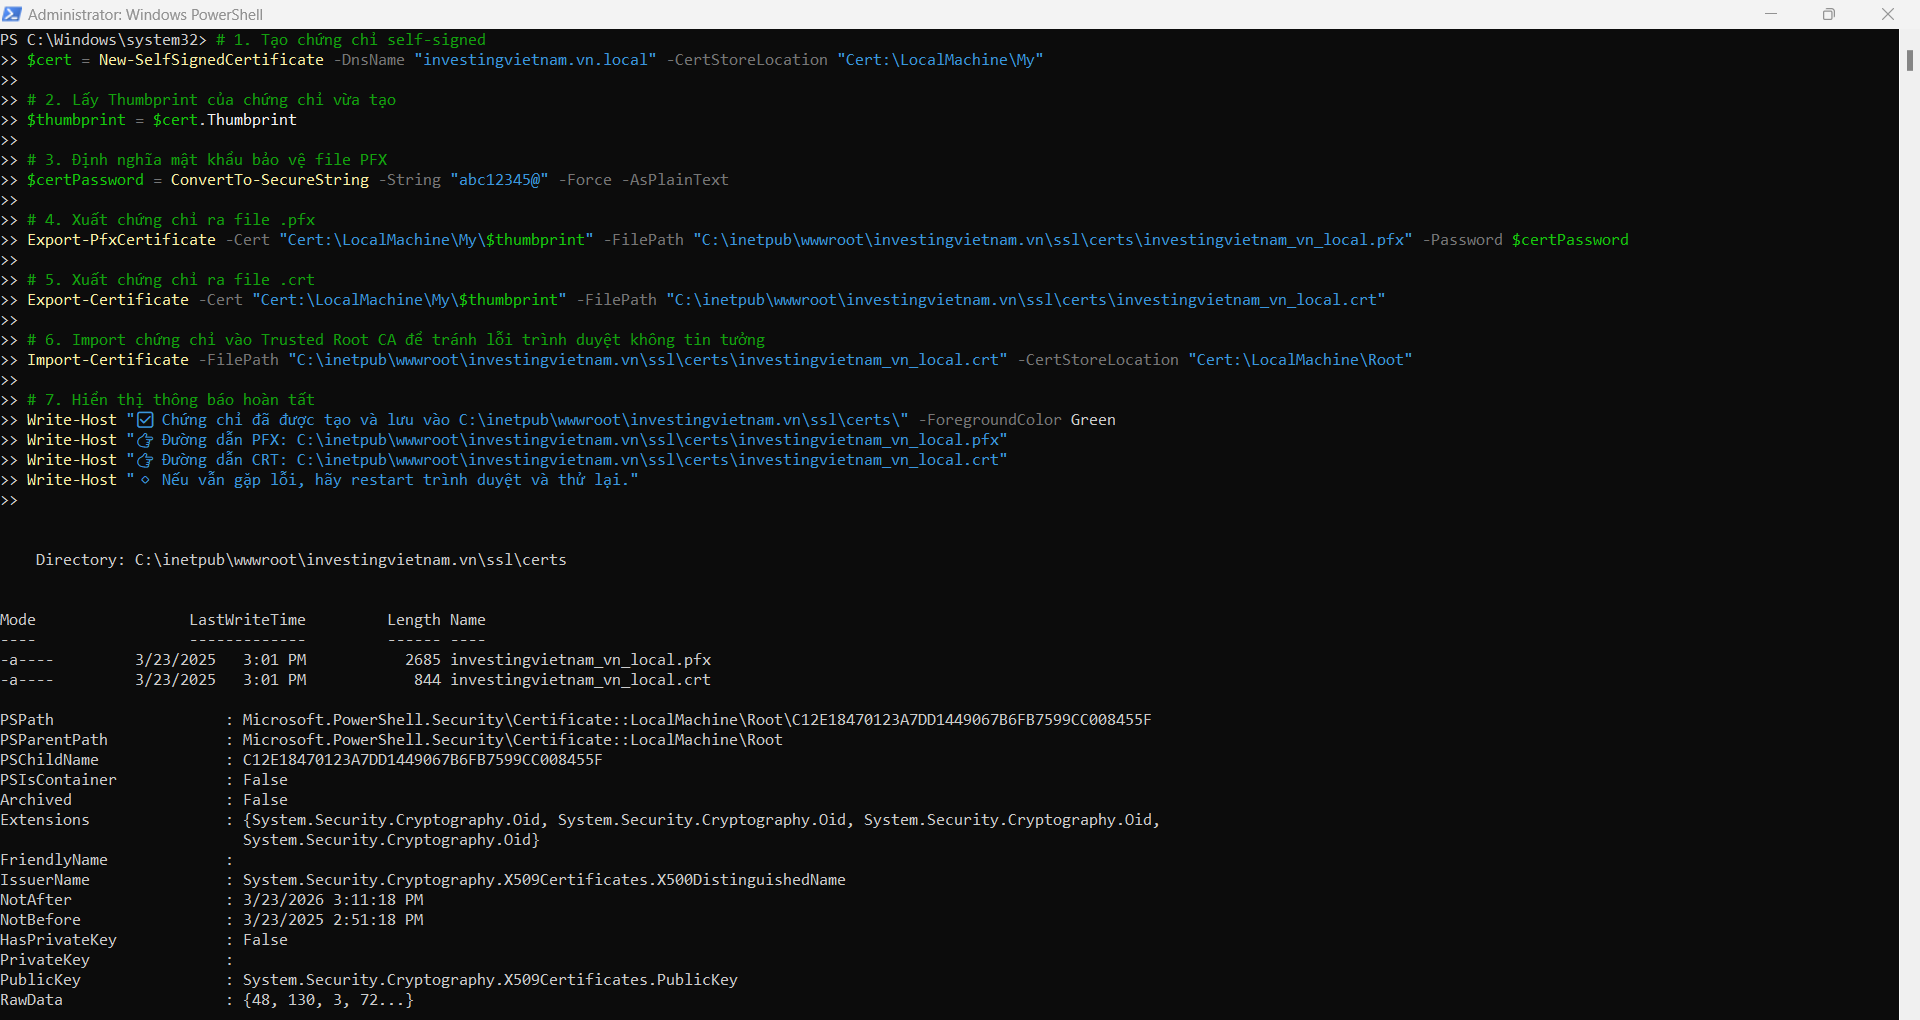 Administrator: Windows PowerShell
PS C:\Windows\system32> # 1. Tạo chứng chỉ self-signed
>> $cert = New-SelfSignedCertificate -DnsName "investingvietnam.vn.local" -CertStoreLocation "Cert:\LocalMachine\My"
>>
>> # 2. Lấy Thumbprint của chứng chỉ vừa tạo
>> $thumbprint = $cert.Thumbprint
>>
>> # 3. Định nghĩa mật khẩu bảo vệ file PFX
>> $certPassword = ConvertTo-SecureString -String "abc12345@" -Force -AsPlainText
>>
>> # 4. Xuất chứng chỉ ra file .pfx
>> Export-PfxCertificate -Cert "Cert:\LocalMachine\My\$thumbprint" -FilePath "C:\inetpub\wwwroot\investingvietnam.vn\ssl\certs\investingvietnam_vn_local.pfx" -Password $certPassword
>>
>> # 5. Xuất chứng chỉ ra file .crt
>> Export-Certificate -Cert "Cert:\LocalMachine\My\$thumbprint" -FilePath "C:\inetpub\wwwroot\investingvietnam.vn\ssl\certs\investingvietnam_vn_local.crt"
>>
>> # 6. Import chứng chỉ vào Trusted Root CA để tránh lỗi trình duyệt không tin tưởng
>> Import-Certificate -FilePath "C:\inetpub\wwwroot\investingvietnam.vn\ssl\certs\investingvietnam_vn_local.crt" -CertStoreLocation "Cert:\LocalMachine\Root"
>>
>> # 7. Hiển thị thông báo hoàn tất
>> Write-Host "☑ Chứng chỉ đã được tạo và lưu vào C:\inetpub\wwwroot\investingvietnam.vn\ssl\certs\" -ForegroundColor Green
>> Write-Host "👉 Đường dẫn PFX: C:\inetpub\wwwroot\investingvietnam.vn\ssl\certs\investingvietnam_vn_local.pfx"
>> Write-Host "👉 Đường dẫn CRT: C:\inetpub\wwwroot\investingvietnam.vn\ssl\certs\investingvietnam_vn_local.crt"
>> Write-Host "🔹 Nếu vẫn gặp lỗi, hãy restart trình duyệt và thử lại."
>>
Directory: C:\inetpub\wwwroot\investingvietnam.vn\ssl\certs
Mode LastWriteTime Length Name
---- ------------- ------ ----
-a---- 3/23/2025 3:01 PM 2685 investingvietnam_vn_local.pfx
-a---- 3/23/2025 3:01 PM 844 investingvietnam_vn_local.crt
PSPath : Microsoft.PowerShell.Security\Certificate::LocalMachine\Root\C12E18470123A7DD1449067B6FB7599CC008455F
PSParentPath : Microsoft.PowerShell.Security\Certificate::LocalMachine\Root
PSChildName : C12E18470123A7DD1449067B6FB7599CC008455F
PSIsContainer : False
Archived : False
Extensions : {System.Security.Cryptography.Oid, System.Security.Cryptography.Oid, System.Security.Cryptography.Oid,
System.Security.Cryptography.Oid}
FriendlyName :
IssuerName : System.Security.Cryptography.X509Certificates.X500DistinguishedName
NotAfter : 3/23/2026 3:11:18 PM
NotBefore : 3/23/2025 2:51:18 PM
HasPrivateKey : False
PrivateKey :
PublicKey : System.Security.Cryptography.X509Certificates.PublicKey
RawData : {48, 130, 3, 72...}